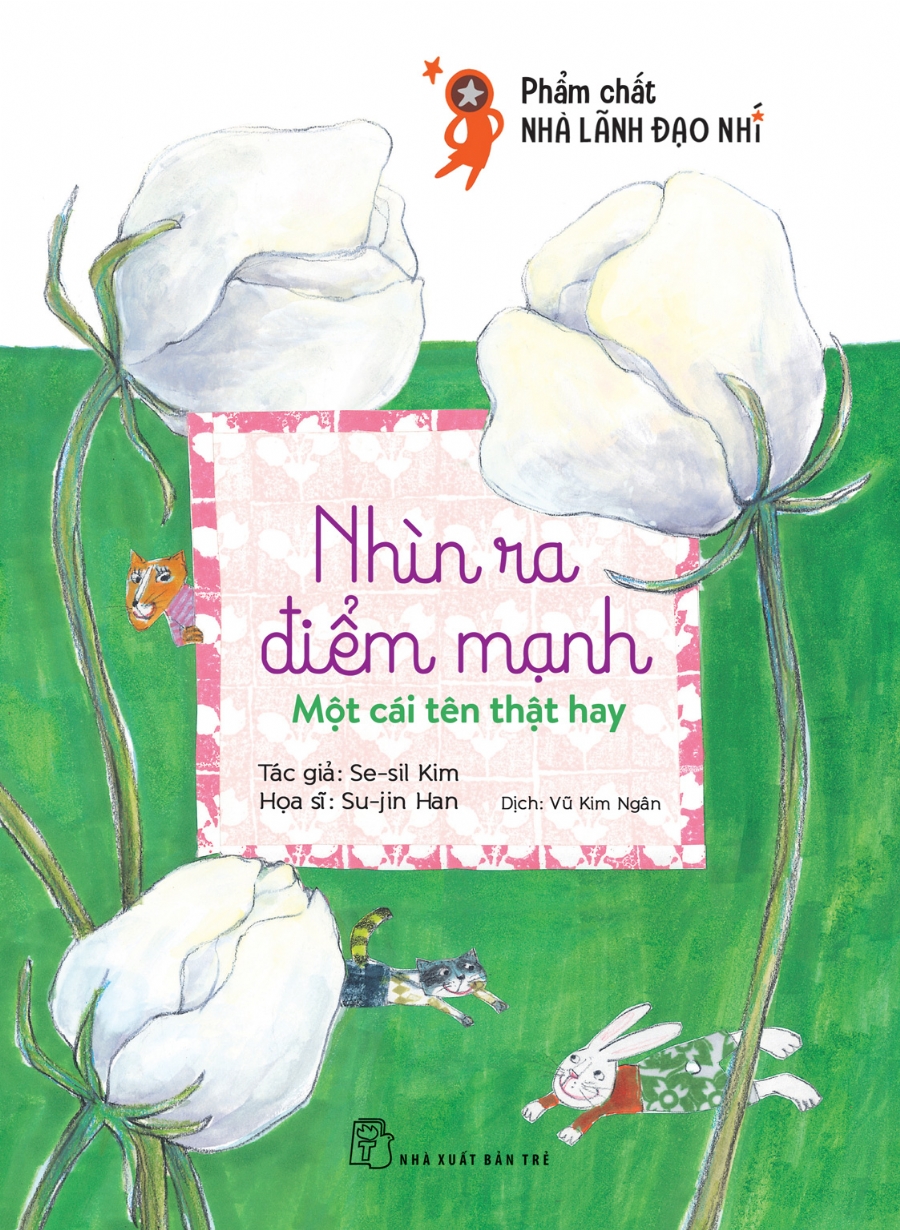 Phẩm chất
NHÀ LÃNH ĐẠO NHÍ
Nhìn ra
điểm mạnh
Một cái tên thật hay
Tác giả: Se-sil Kim
Họa sĩ: Su-jin Han
Dịch: Vũ Kim Ngân
NHÀ XUẤT BẢN TRẺ